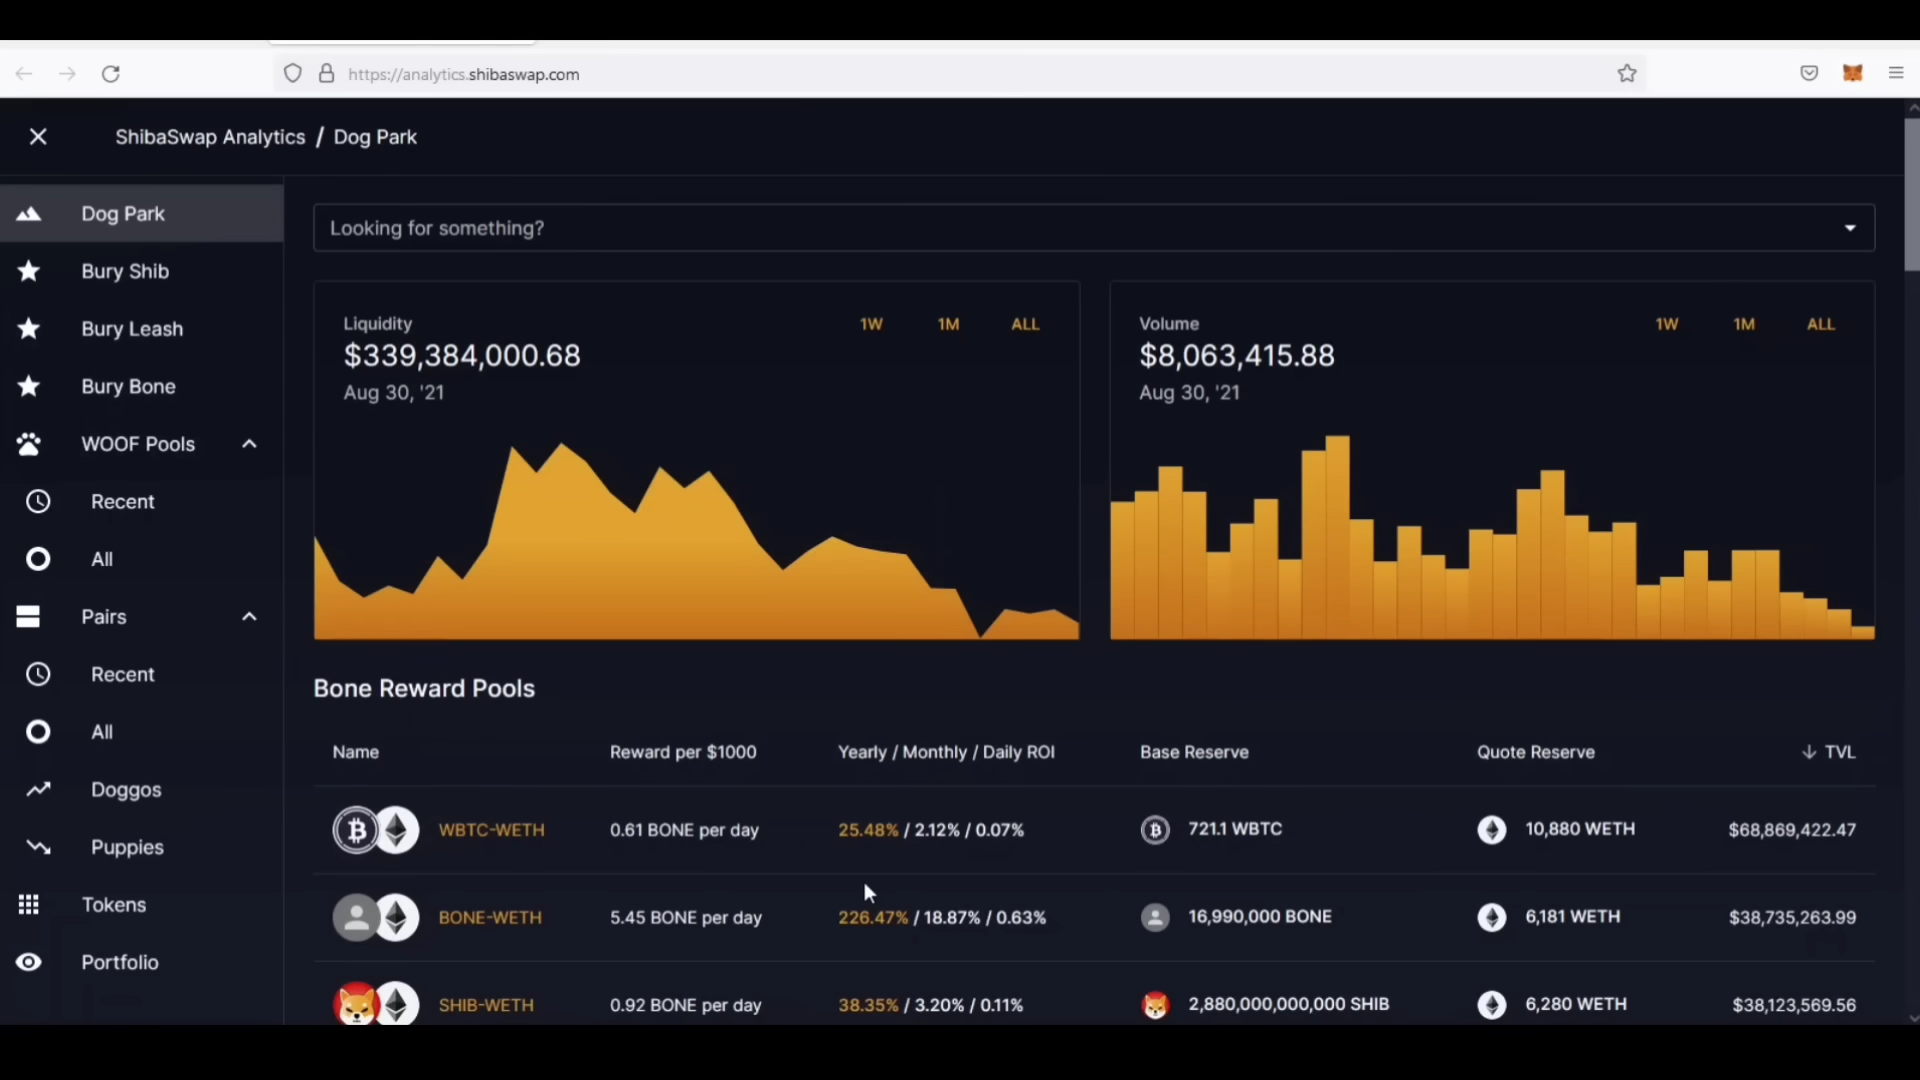 https://analytics.shibaswap.com
ShibaSwap Analytics / Dog Park
Dog Park
Bury Shib
Bury Leash
Bury Bone
WOOF Pools
Recent
All
Pairs
Recent
All
Doggos
Puppies
Tokens
Portfolio
Looking for something?
Liquidity 1W 1M ALL
$339,384,000.68
Aug 30, '21
Volume 1W 1M ALL
$8,063,415.88
Aug 30, '21
Bone Reward Pools
Name Reward per $1000 Yearly / Monthly / Daily ROI Base Reserve Quote Reserve ↓ TVL
WBTC-WETH 0.61 BONE per day 25.48% / 2.12% / 0.07% 721.1 WBTC 10,880 WETH $68,869,422.47
BONE-WETH 5.45 BONE per day 226.47% / 18.87% / 0.63% 16,990,000 BONE 6,181 WETH $38,735,263.99
SHIB-WETH 0.92 BONE per day 38.35% / 3.20% / 0.11% 2,880,000,000,000 SHIB 6,280 WETH $38,123,569.56